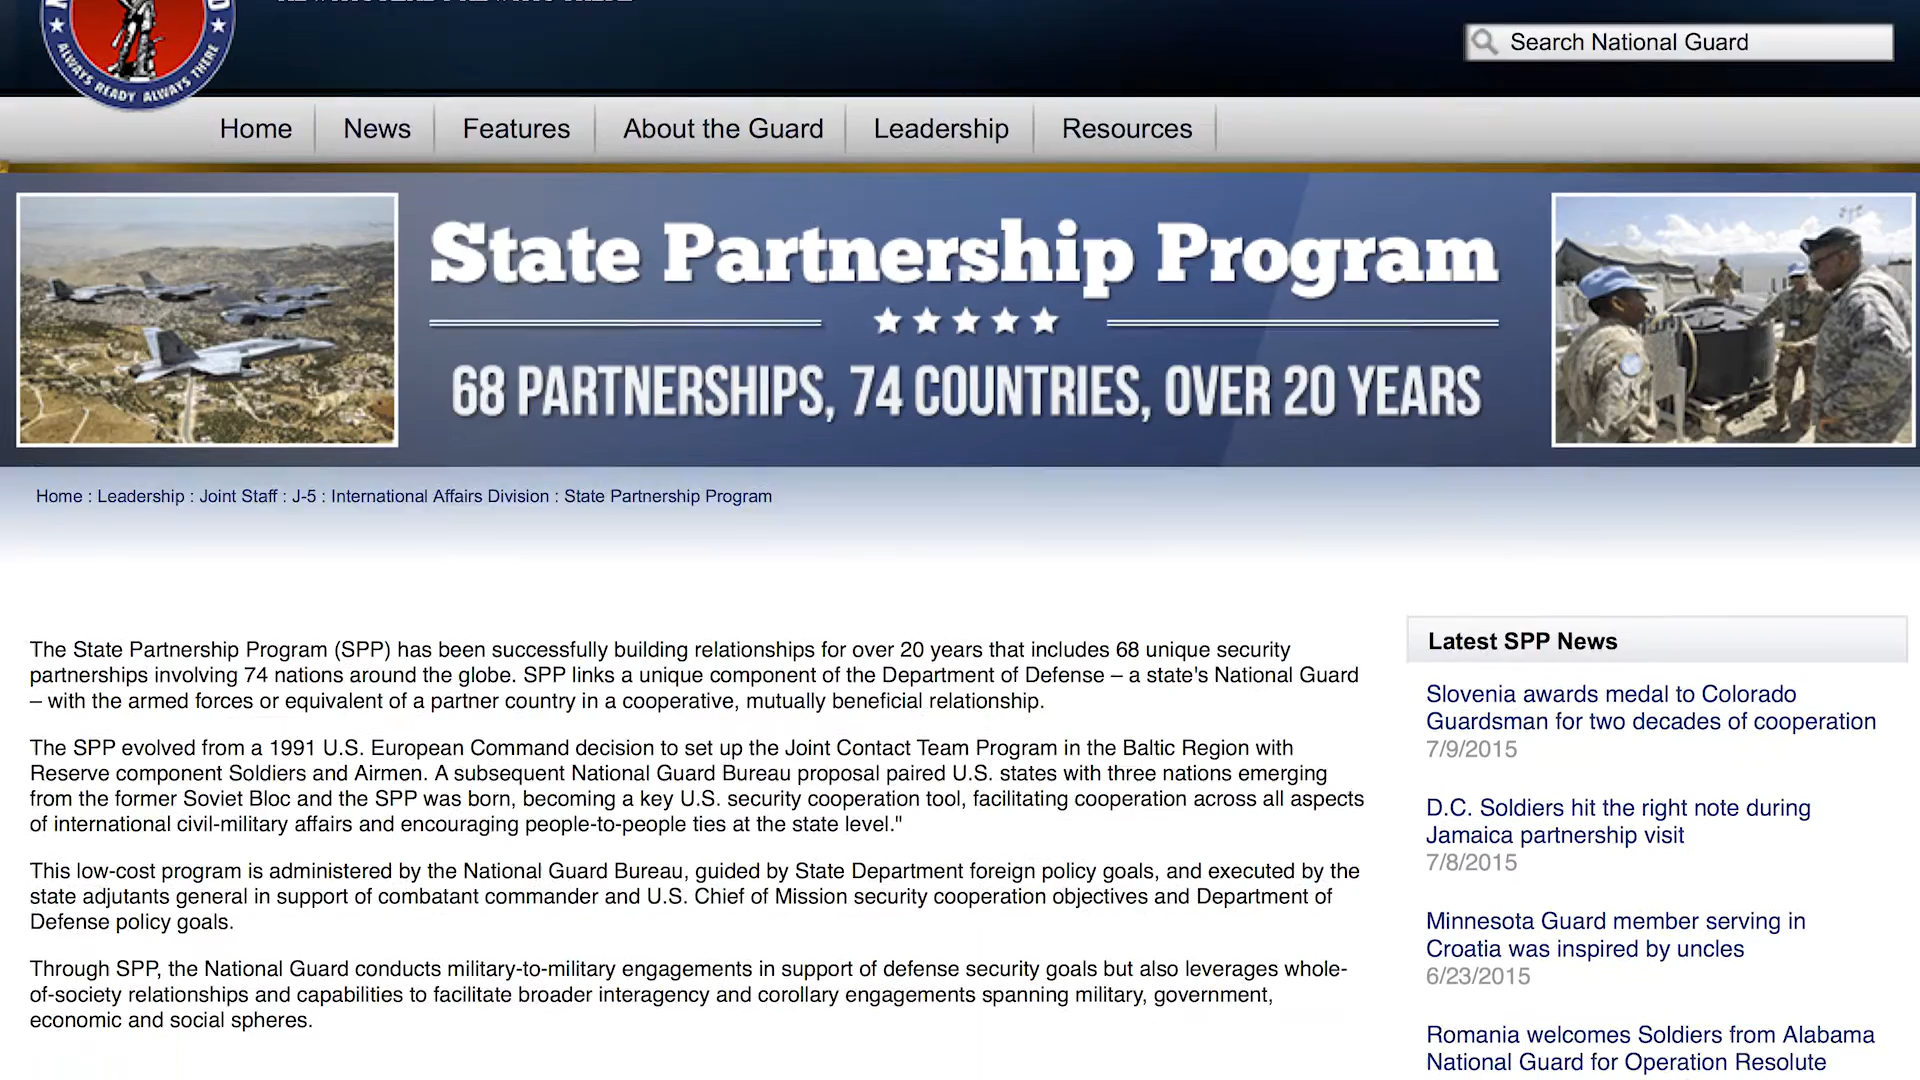 ALWAYS READY ALWAYS THERE
Search National Guard
Home
News
Features
About the Guard
Leadership
Resources
State Partnership Program
68 PARTNERSHIPS, 74 COUNTRIES, OVER 20 YEARS
Home : Leadership : Joint Staff : J-5 : International Affairs Division : State Partnership Program
The State Partnership Program (SPP) has been successfully building relationships for over 20 years that includes 68 unique security
partnerships involving 74 nations around the globe. SPP links a unique component of the Department of Defense – a state's National Guard
– with the armed forces or equivalent of a partner country in a cooperative, mutually beneficial relationship.
The SPP evolved from a 1991 U.S. European Command decision to set up the Joint Contact Team Program in the Baltic Region with
Reserve component Soldiers and Airmen. A subsequent National Guard Bureau proposal paired U.S. states with three nations emerging
from the former Soviet Bloc and the SPP was born, becoming a key U.S. security cooperation tool, facilitating cooperation across all aspects
of international civil-military affairs and encouraging people-to-people ties at the state level."
This low-cost program is administered by the National Guard Bureau, guided by State Department foreign policy goals, and executed by the
state adjutants general in support of combatant commander and U.S. Chief of Mission security cooperation objectives and Department of
Defense policy goals.
Through SPP, the National Guard conducts military-to-military engagements in support of defense security goals but also leverages whole-
of-society relationships and capabilities to facilitate broader interagency and corollary engagements spanning military, government,
economic and social spheres.
Latest SPP News
Slovenia awards medal to Colorado
Guardsman for two decades of cooperation
7/9/2015
D.C. Soldiers hit the right note during
Jamaica partnership visit
7/8/2015
Minnesota Guard member serving in
Croatia was inspired by uncles
6/23/2015
Romania welcomes Soldiers from Alabama
National Guard for Operation Resolute